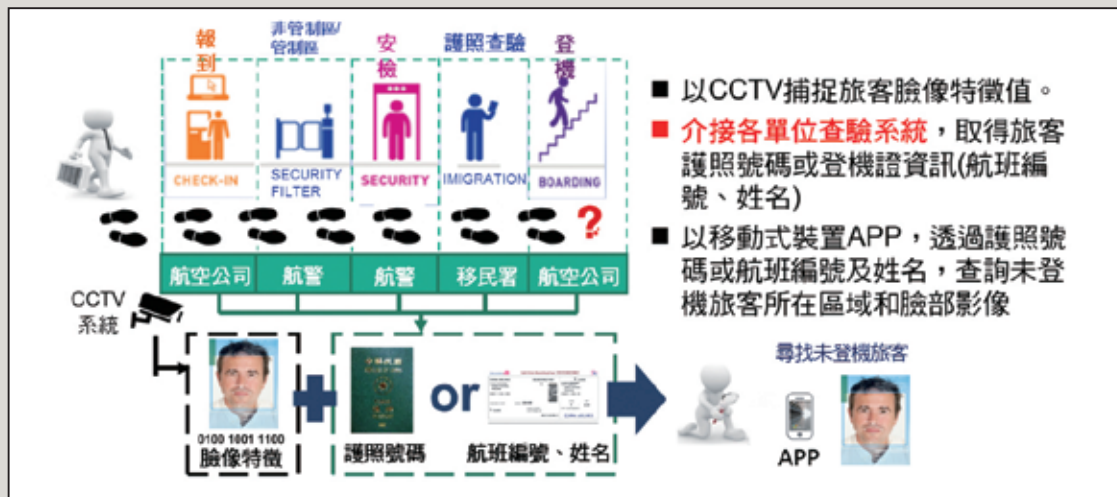 報到
非管制區/
管制區
安檢
護照查驗
登機
CHECK-IN
SECURITY
FILTER
SECURITY
IMIGRATION
BOARDING
?
航空公司
航警
航警
移民署
航空公司
CCTV
系統
0100 1001 1100
臉像特徵
護照號碼
or
航班編號、姓名
■ 以CCTV捕捉旅客臉像特徵值。
■ 介接各單位查驗系統，取得旅客
護照號碼或登機證資訊(航班編
號、姓名)
■ 以移動式裝置APP，透過護照號
碼或航班編號及姓名，查詢未登
機旅客所在區域和臉部影像
尋找未登機旅客
APP